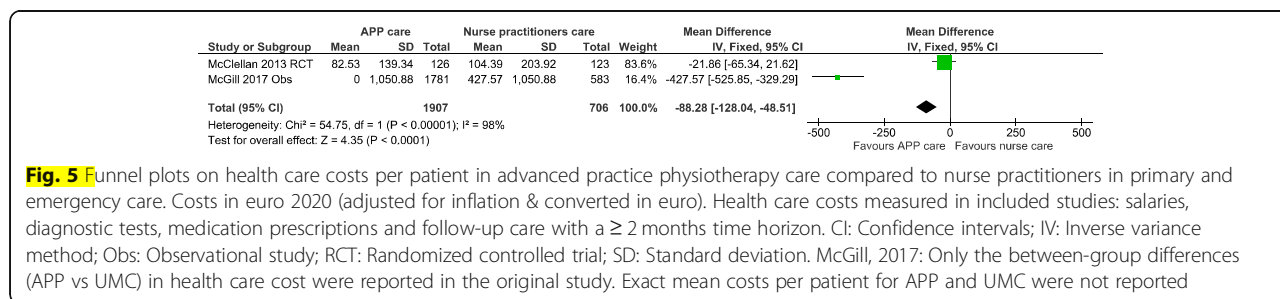 APP care Nurse practitioners care Mean Difference Mean Difference
Study or Subgroup Mean SD Total Mean SD Total Weight IV, Fixed, 95% CI IV, Fixed, 95% CI
McClellan 2013 RCT 82.53 139.34 126 104.39 203.92 123 83.6% -21.86 [-65.34, 21.62]
McGill 2017 Obs 0 1,050.88 1781 427.57 1,050.88 583 16.4% -427.57 [-525.85, -329.29]
Total (95% CI) 1907 706 100.0% -88.28 [-128.04, -48.51]
Heterogeneity: Chi² = 54.75, df = 1 (P < 0.00001); I² = 98%
Test for overall effect: Z = 4.35 (P < 0.0001)
-500 -250 0 250 500
Favours APP care Favours nurse care
Fig. 5 Funnel plots on health care costs per patient in advanced practice physiotherapy care compared to nurse practitioners in primary and
emergency care. Costs in euro 2020 (adjusted for inflation & converted in euro). Health care costs measured in included studies: salaries,
diagnostic tests, medication prescriptions and follow-up care with a ≥ 2 months time horizon. CI: Confidence intervals; IV: Inverse variance
method; Obs: Observational study; RCT: Randomized controlled trial; SD: Standard deviation. McGill, 2017: Only the between-group differences
(APP vs UMC) in health care cost were reported in the original study. Exact mean costs per patient for APP and UMC were not reported